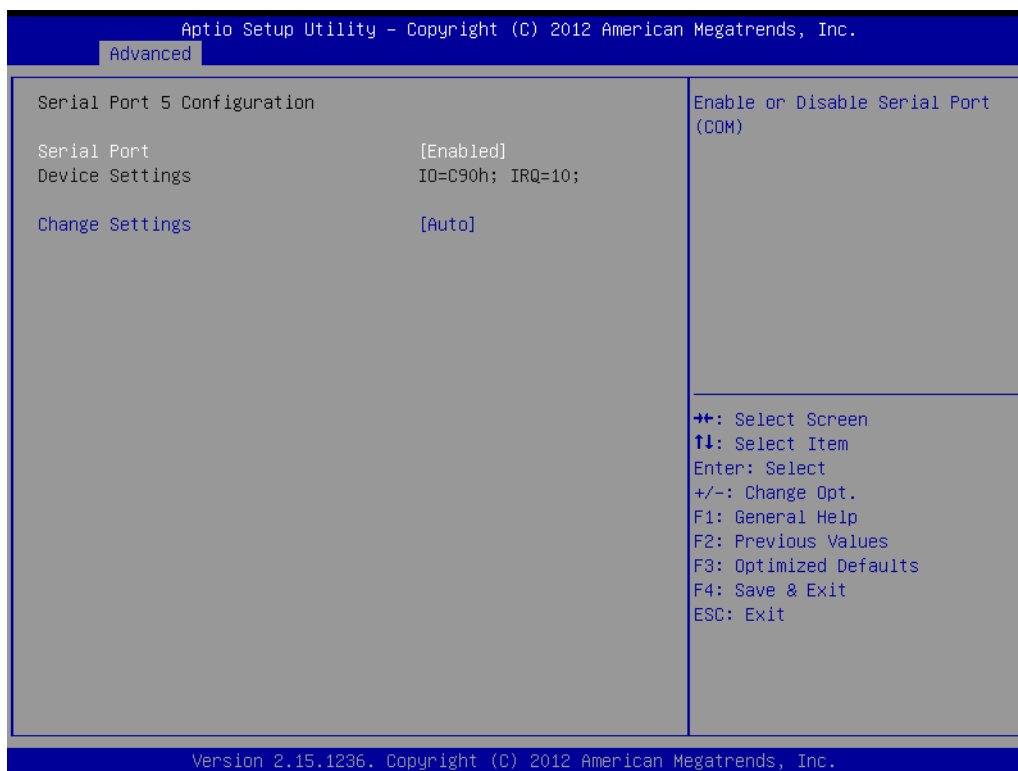 Aptio Setup Utility – Copyright (C) 2012 American Megatrends, Inc.
Advanced
Serial Port 5 Configuration
Serial Port [Enabled]
Device Settings IO=C90h; IRQ=10;
Change Settings [Auto]
Enable or Disable Serial Port
(COM)
→←: Select Screen
↑↓: Select Item
Enter: Select
+/-: Change Opt.
F1: General Help
F2: Previous Values
F3: Optimized Defaults
F4: Save & Exit
ESC: Exit
Version 2.15.1236. Copyright (C) 2012 American Megatrends, Inc.